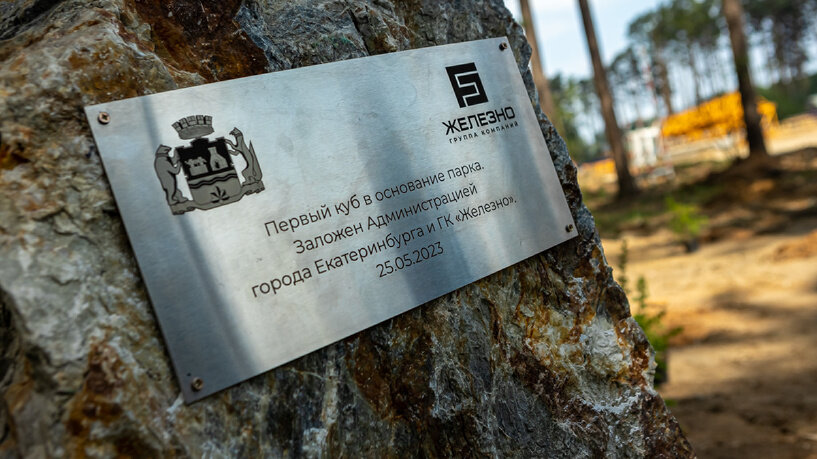 ЖЕЛЕЗНО
ГРУППА КОМПАНИЙ
Первый куб в основание парка.
Заложен Администрацией
города Екатеринбурга и ГК «Железно».
25.05.2023